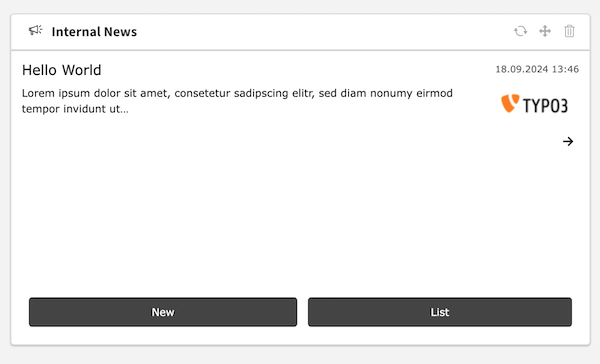 Internal News
Hello World
18.09.2024 13:46
Lorem ipsum dolor sit amet, consetetur sadipscing elitr, sed diam nonumy eirmod
tempor invidunt ut...
TYPO3
New
List